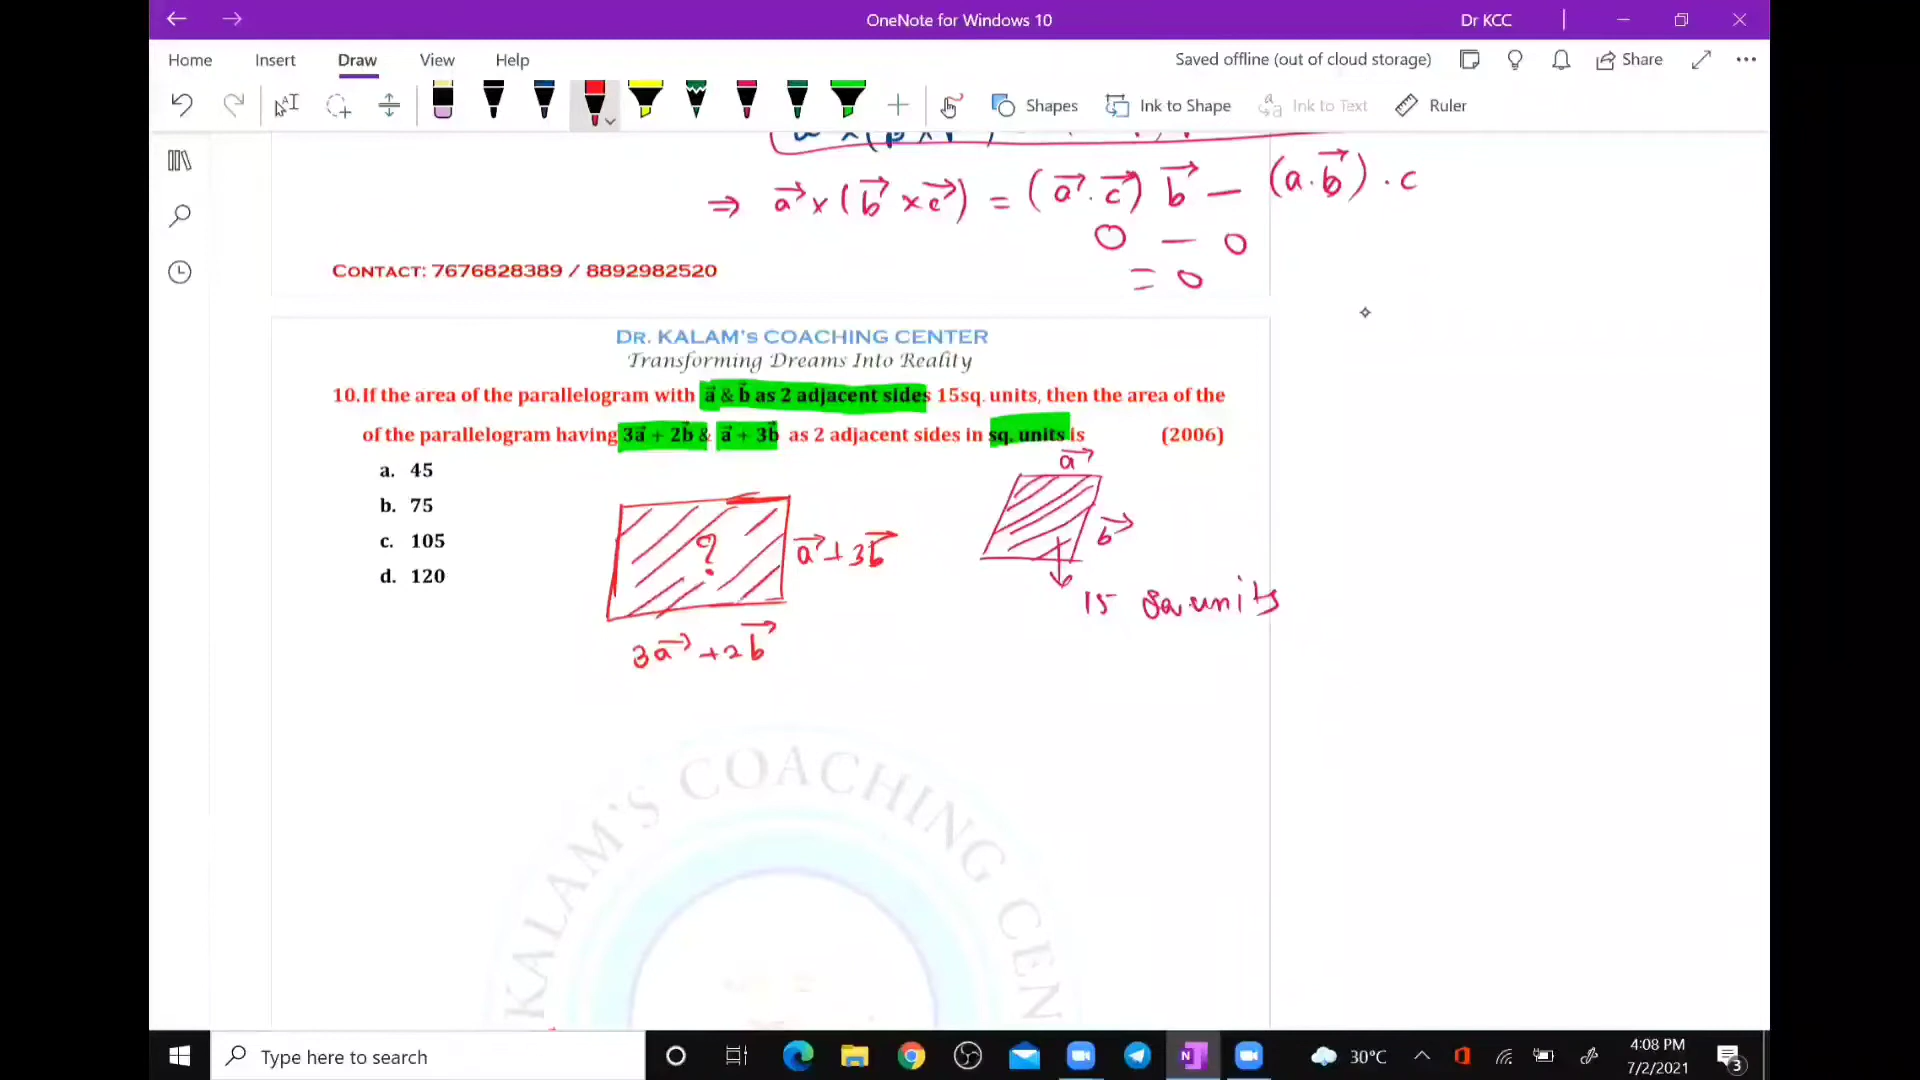 OneNote for Windows 10
Dr KCC
Home Insert Draw View Help
Saved offline (out of cloud storage)
Share
Shapes
Ink to Shape
Ink to Text
Ruler
⇒ a⃗ × (b⃗ × c⃗) = (a⃗ . c⃗) b⃗ − (a . b⃗) . c
0 − 0
= 0
CONTACT: 7676828389 / 8892982520
DR. KALAM's COACHING CENTER
Transforming Dreams Into Reality
10. If the area of the parallelogram with a⃗ & b⃗ as 2 adjacent sides 15sq. units, then the area of the
of the parallelogram having 3a⃗ + 2b⃗ & a⃗ + 3b⃗ as 2 adjacent sides in sq. units is (2006)
a. 45
b. 75
c. 105
d. 120
a⃗
b⃗
15 sq. units
?
a⃗ + 3b⃗
3a⃗ + 2b⃗
KALAM'S COACHING CEN
Type here to search
30°C
4:08 PM
7/2/2021
3